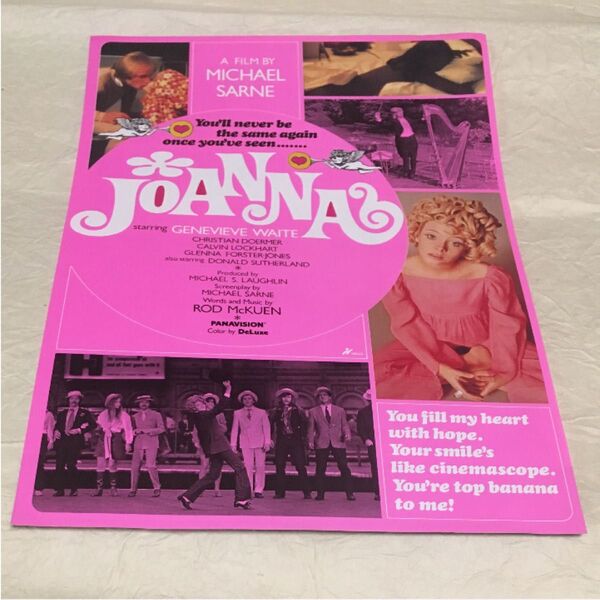 A FILM BY
MICHAEL
SARNE
You'll never be
the same again
once you've seen.......
JOANNA
starring GENEVIEVE WAITE
CHRISTIAN DOERMER
CALVIN LOCKHART
GLENNA FORSTER-JONES
also starring DONALD SUTHERLAND
*
Produced by
MICHAEL S. LAUGHLIN
Screenplay by
MICHAEL SARNE
Words and Music by
ROD McKUEN
*
PANAVISION
Color by DeLuxe
You fill my heart
with hope.
Your smile's
like cinemascope.
You're top banana
to me!